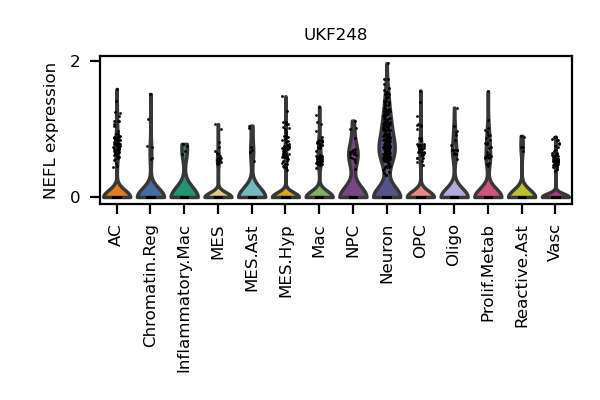 UKF248
NEFL expression
2
0
AC
Chromatin.Reg
Inflammatory.Mac
MES
MES.Ast
MES.Hyp
Mac
NPC
Neuron
OPC
Oligo
Prolif.Metab
Reactive.Ast
Vasc